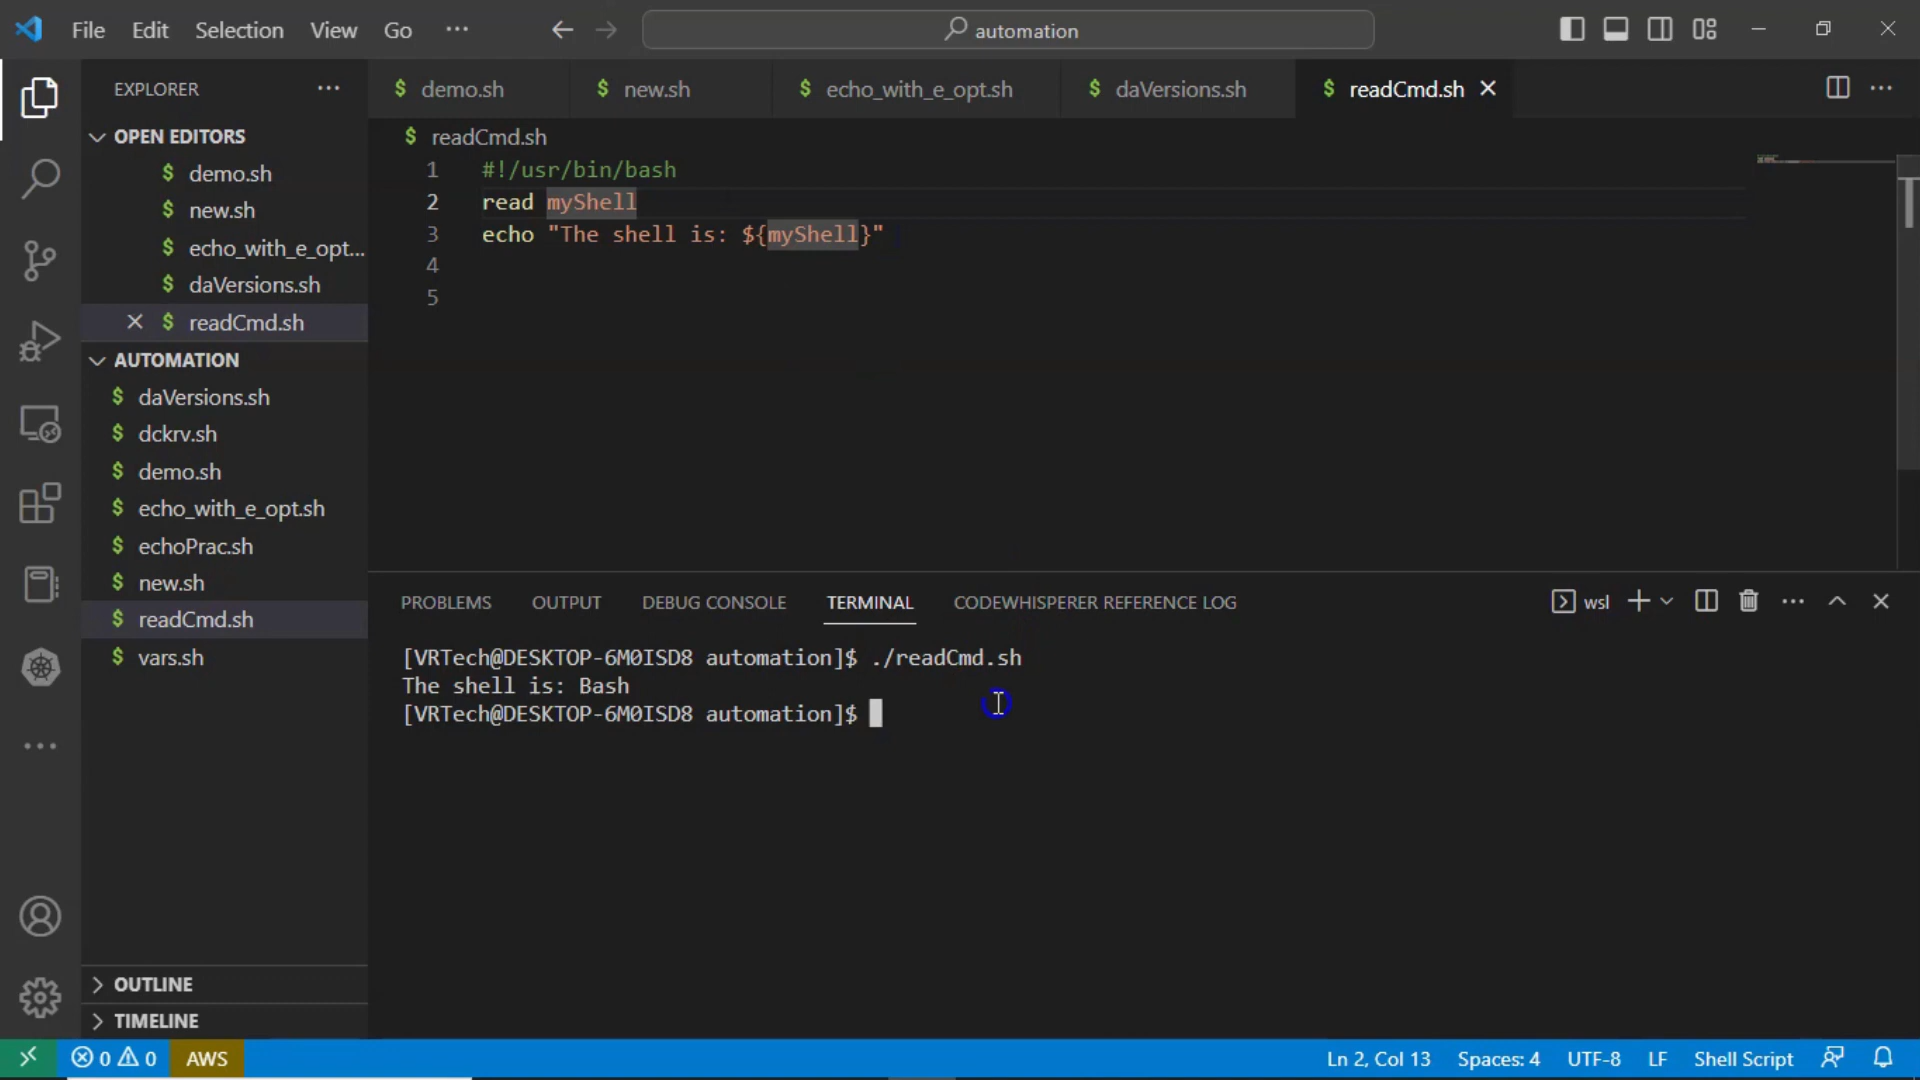 File Edit Selection View Go ··· automation
EXPLORER
OPEN EDITORS
demo.sh
new.sh
echo_with_e_opt...
daVersions.sh
readCmd.sh
AUTOMATION
daVersions.sh
dckrv.sh
demo.sh
echo_with_e_opt.sh
echoPrac.sh
new.sh
readCmd.sh
vars.sh
OUTLINE
TIMELINE
$ demo.sh $ new.sh $ echo_with_e_opt.sh $ daVersions.sh $ readCmd.sh
$ readCmd.sh
1 #!/usr/bin/bash
2 read myShell
3 echo "The shell is: ${myShell}"
4
5
PROBLEMS OUTPUT DEBUG CONSOLE TERMINAL CODEWHISPERER REFERENCE LOG wsl
[VRTech@DESKTOP-6M0ISD8 automation]$ ./readCmd.sh
The shell is: Bash
[VRTech@DESKTOP-6M0ISD8 automation]$
0 0 AWS Ln 2, Col 13 Spaces: 4 UTF-8 LF Shell Script